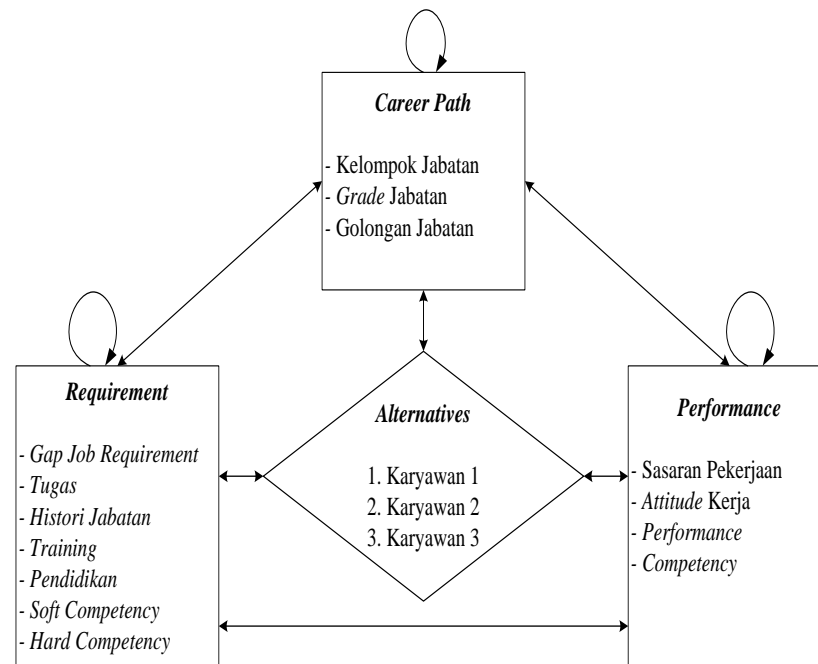 Career Path
- Kelompok Jabatan
- Grade Jabatan
- Golongan Jabatan
Requirement
- Gap Job Requirement
- Tugas
- Histori Jabatan
- Training
- Pendidikan
- Soft Competency
- Hard Competency
Alternatives
1. Karyawan 1
2. Karyawan 2
3. Karyawan 3
Performance
- Sasaran Pekerjaan
- Attitude Kerja
- Performance
- Competency